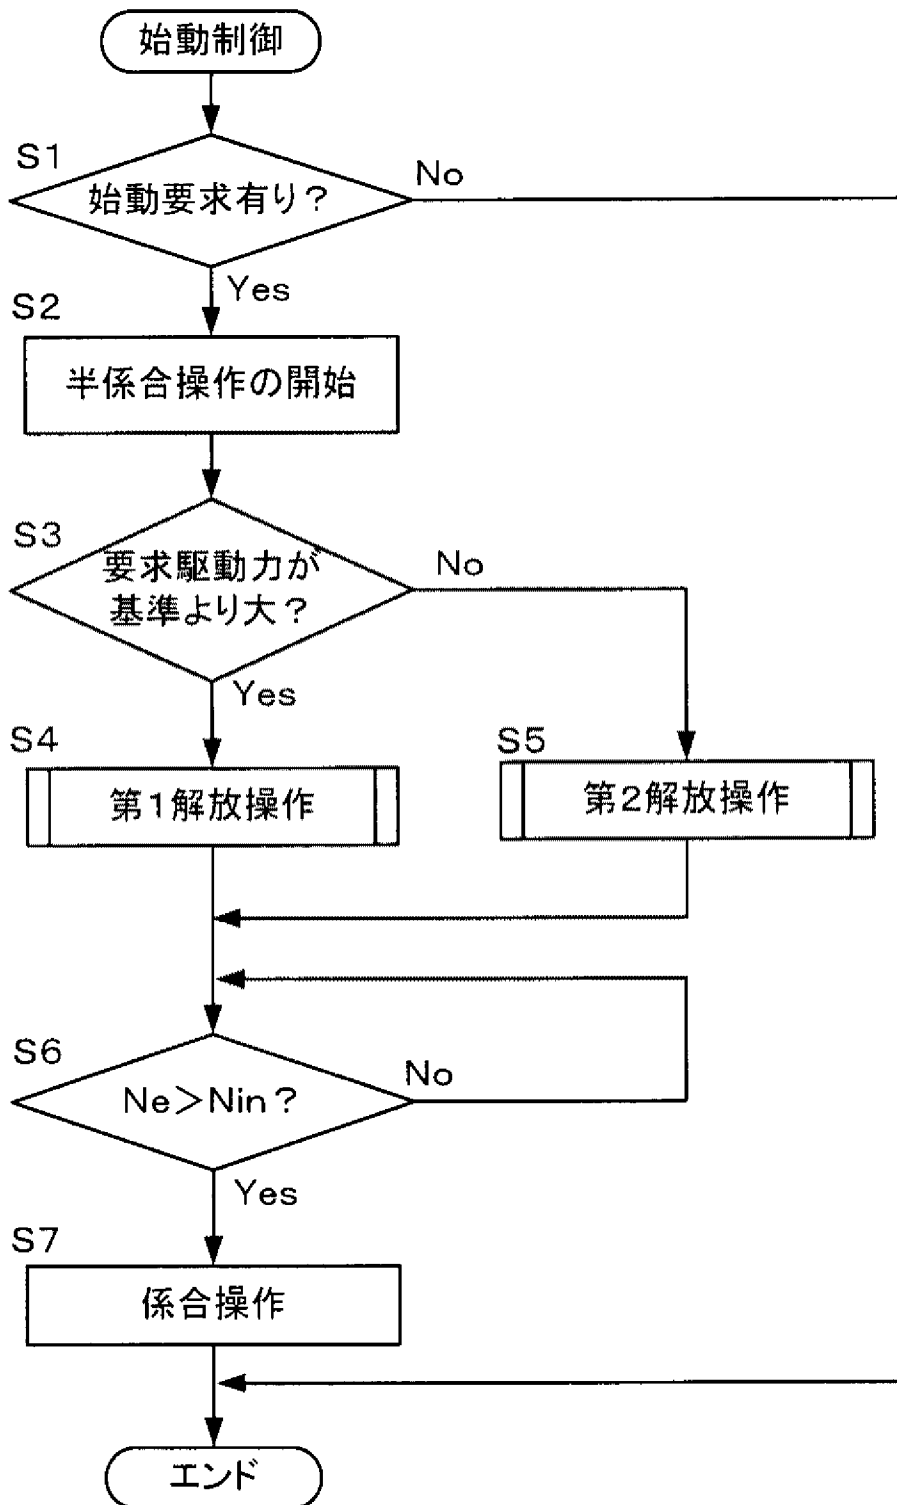 始動制御
S1
始動要求有り?
No
Yes
S2
半係合操作の開始
S3
要求駆動力が
基準より大?
No
Yes
S4
第1解放操作
S5
第2解放操作
S6
Ne>Nin?
No
Yes
S7
係合操作
エンド